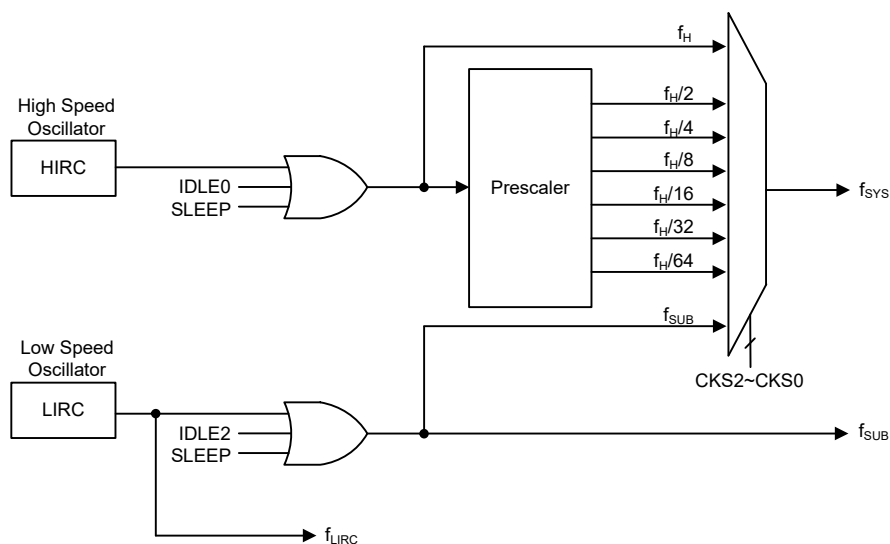 High Speed
Oscillator
HIRC
IDLE0
SLEEP
Prescaler
fH
fH/2
fH/4
fH/8
fH/16
fH/32
fH/64
fSUB
CKS2~CKS0
fSYS
Low Speed
Oscillator
LIRC
IDLE2
SLEEP
fSUB
fLIRC